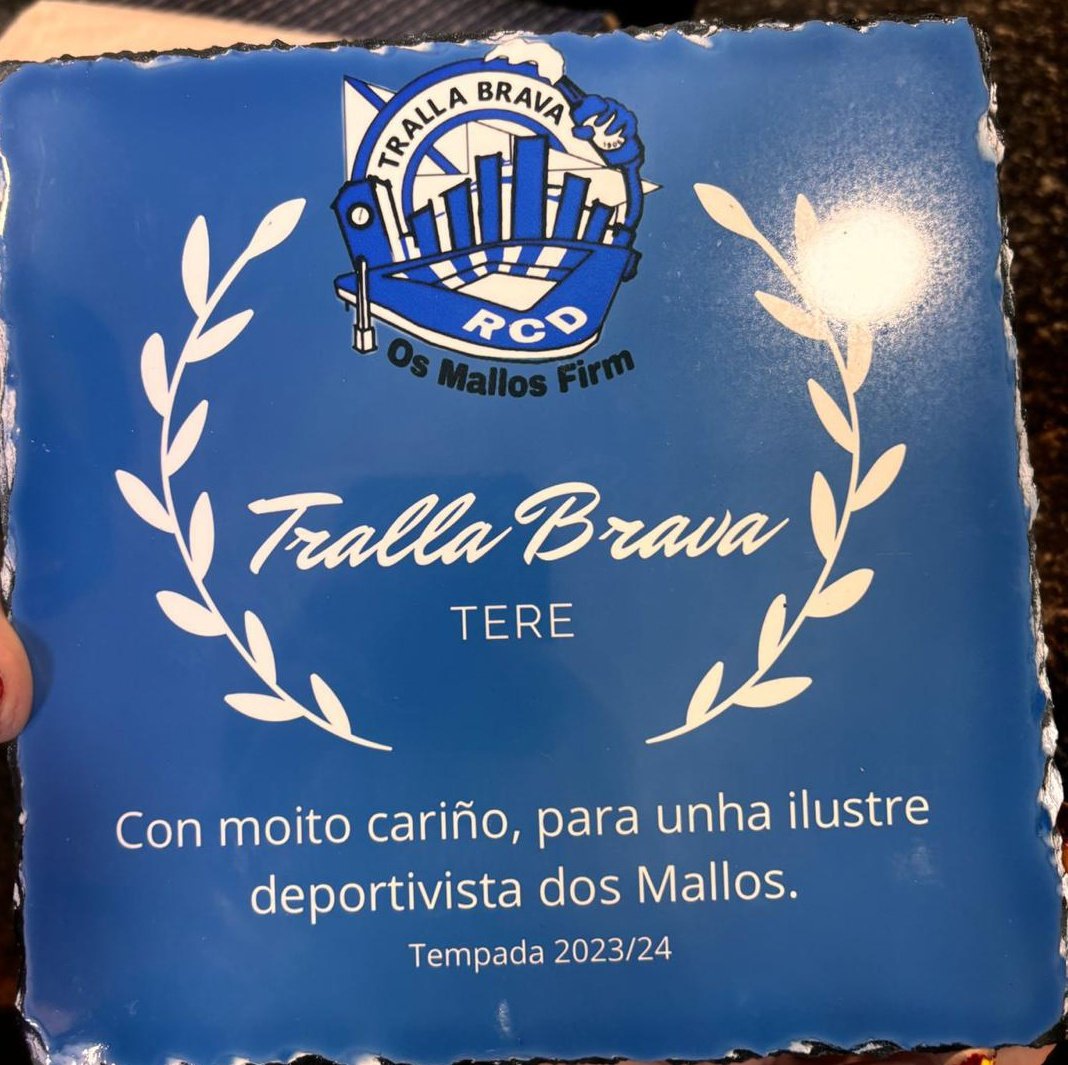 TRALLA BRAVA
1906
RCD
Os Mallos Firm
Tralla Brava
TERE
Con moito cariño, para unha ilustre
deportivista dos Mallos.
Tempada 2023/24